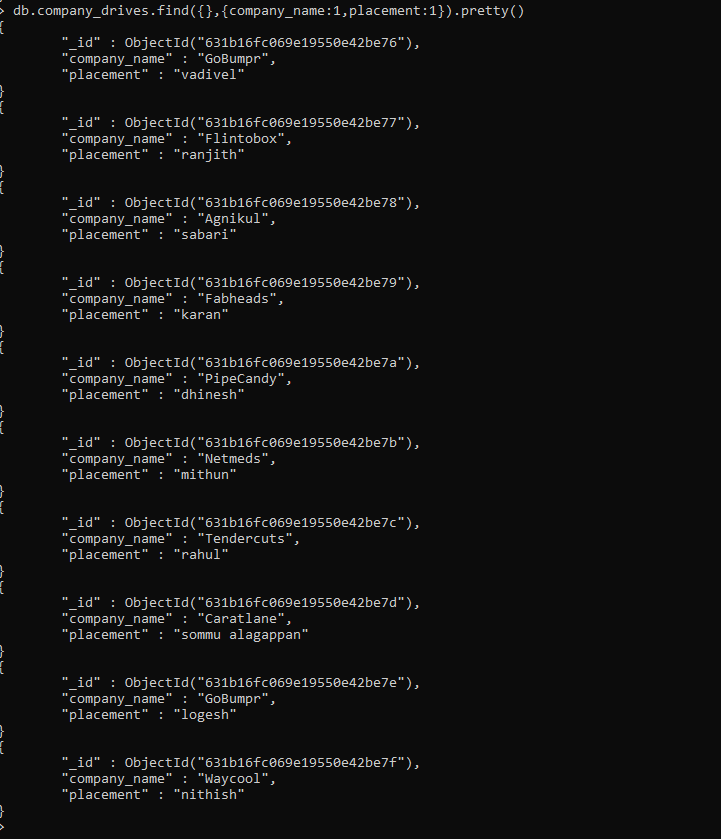 > db.company_drives.find({},{company_name:1,placement:1}).pretty()
{
        "_id" : ObjectId("631b16fc069e19550e42be76"),
        "company_name" : "GoBumpr",
        "placement" : "vadivel"
}
{
        "_id" : ObjectId("631b16fc069e19550e42be77"),
        "company_name" : "Flintobox",
        "placement" : "ranjith"
}
{
        "_id" : ObjectId("631b16fc069e19550e42be78"),
        "company_name" : "Agnikul",
        "placement" : "sabari"
}
{
        "_id" : ObjectId("631b16fc069e19550e42be79"),
        "company_name" : "Fabheads",
        "placement" : "karan"
}
{
        "_id" : ObjectId("631b16fc069e19550e42be7a"),
        "company_name" : "PipeCandy",
        "placement" : "dhinesh"
}
{
        "_id" : ObjectId("631b16fc069e19550e42be7b"),
        "company_name" : "Netmeds",
        "placement" : "mithun"
}
{
        "_id" : ObjectId("631b16fc069e19550e42be7c"),
        "company_name" : "Tendercuts",
        "placement" : "rahul"
}
{
        "_id" : ObjectId("631b16fc069e19550e42be7d"),
        "company_name" : "Caratlane",
        "placement" : "sommu alagappan"
}
{
        "_id" : ObjectId("631b16fc069e19550e42be7e"),
        "company_name" : "GoBumpr",
        "placement" : "logesh"
}
{
        "_id" : ObjectId("631b16fc069e19550e42be7f"),
        "company_name" : "Waycool",
        "placement" : "nithish"
}
>